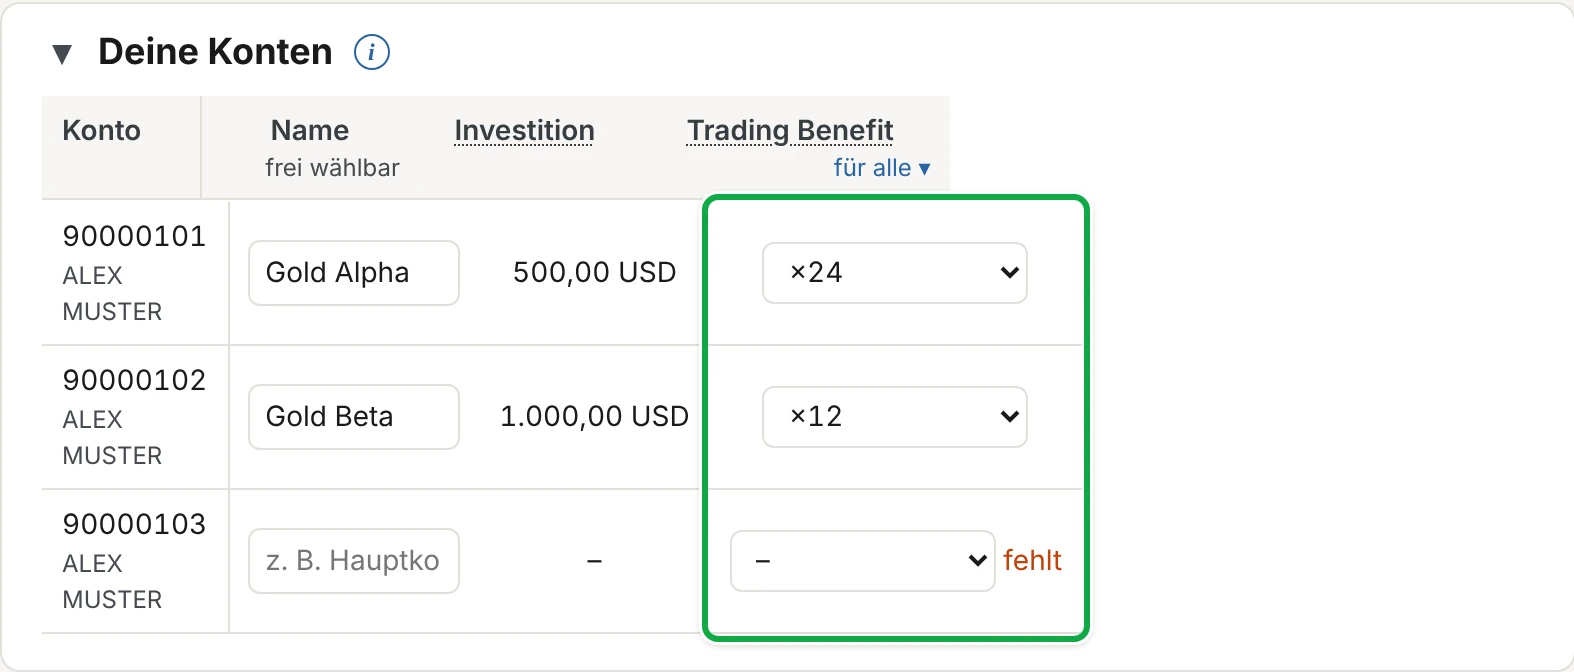 ▼ Deine Konten i
Konto Name Investition Trading Benefit
frei wählbar für alle ▾
90000101
ALEX
MUSTER
Gold Alpha 500,00 USD ×24
90000102
ALEX
MUSTER
Gold Beta 1.000,00 USD ×12
90000103
ALEX
MUSTER
z. B. Hauptko – – fehlt